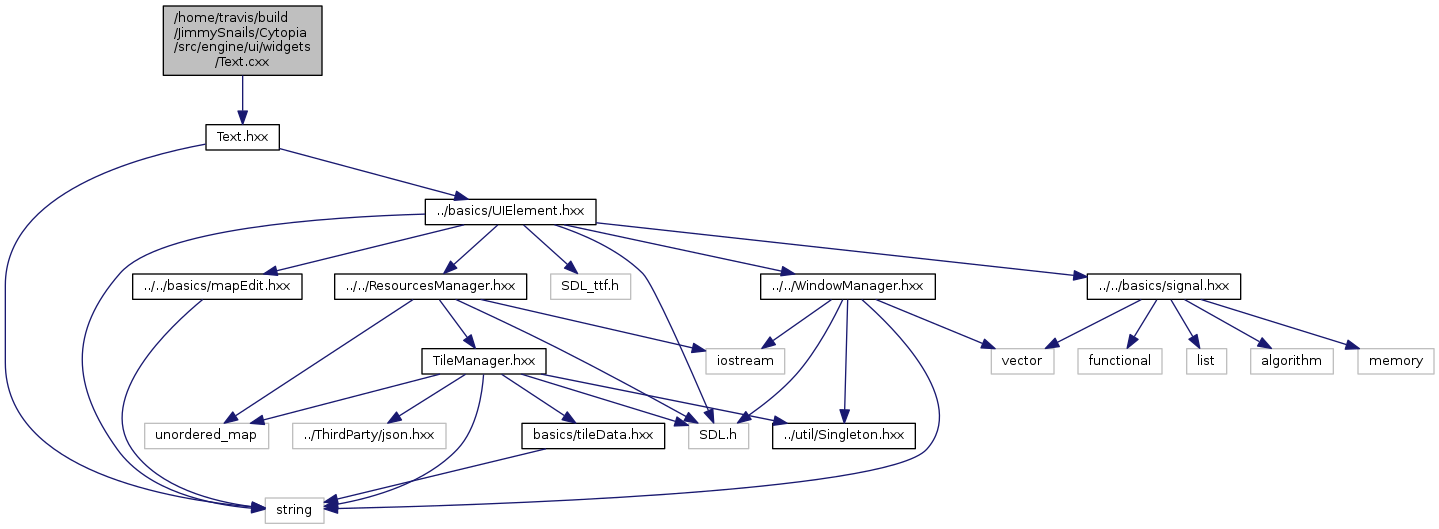 /home/travis/build
/JimmySnails/Cytopia
/src/engine/ui/widgets
/Text.cxx
Text.hxx
../basics/UIElement.hxx
../../basics/mapEdit.hxx
../../ResourcesManager.hxx
SDL_ttf.h
../../WindowManager.hxx
../../basics/signal.hxx
TileManager.hxx
iostream
vector
functional
list
algorithm
memory
unordered_map
../ThirdParty/json.hxx
basics/tileData.hxx
SDL.h
../util/Singleton.hxx
string